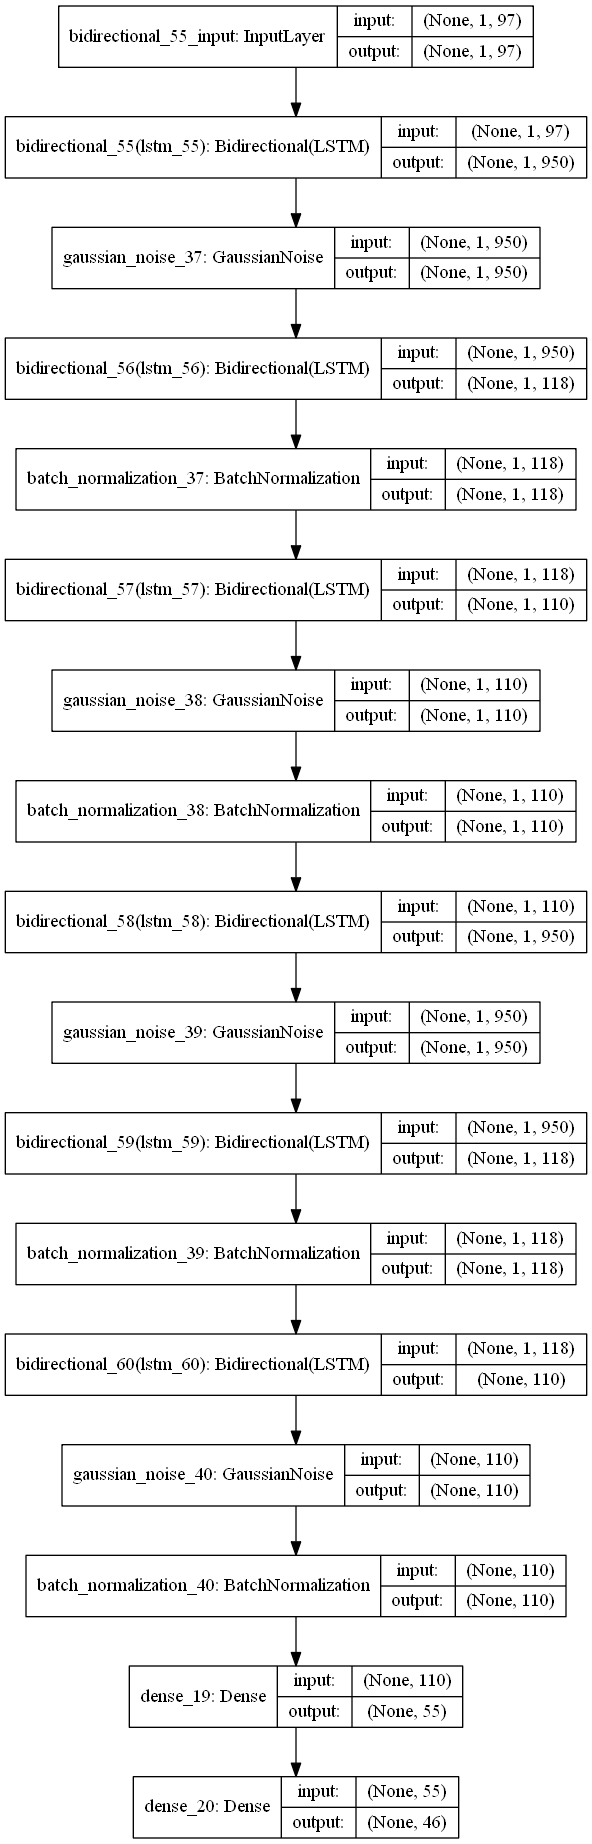 bidirectional_55_input: InputLayer
input: (None, 1, 97)
output: (None, 1, 97)
bidirectional_55(lstm_55): Bidirectional(LSTM)
input: (None, 1, 97)
output: (None, 1, 950)
gaussian_noise_37: GaussianNoise
input: (None, 1, 950)
output: (None, 1, 950)
bidirectional_56(lstm_56): Bidirectional(LSTM)
input: (None, 1, 950)
output: (None, 1, 118)
batch_normalization_37: BatchNormalization
input: (None, 1, 118)
output: (None, 1, 118)
bidirectional_57(lstm_57): Bidirectional(LSTM)
input: (None, 1, 118)
output: (None, 1, 110)
gaussian_noise_38: GaussianNoise
input: (None, 1, 110)
output: (None, 1, 110)
batch_normalization_38: BatchNormalization
input: (None, 1, 110)
output: (None, 1, 110)
bidirectional_58(lstm_58): Bidirectional(LSTM)
input: (None, 1, 110)
output: (None, 1, 950)
gaussian_noise_39: GaussianNoise
input: (None, 1, 950)
output: (None, 1, 950)
bidirectional_59(lstm_59): Bidirectional(LSTM)
input: (None, 1, 950)
output: (None, 1, 118)
batch_normalization_39: BatchNormalization
input: (None, 1, 118)
output: (None, 1, 118)
bidirectional_60(lstm_60): Bidirectional(LSTM)
input: (None, 1, 118)
output: (None, 110)
gaussian_noise_40: GaussianNoise
input: (None, 110)
output: (None, 110)
batch_normalization_40: BatchNormalization
input: (None, 110)
output: (None, 110)
dense_19: Dense
input: (None, 110)
output: (None, 55)
dense_20: Dense
input: (None, 55)
output: (None, 46)